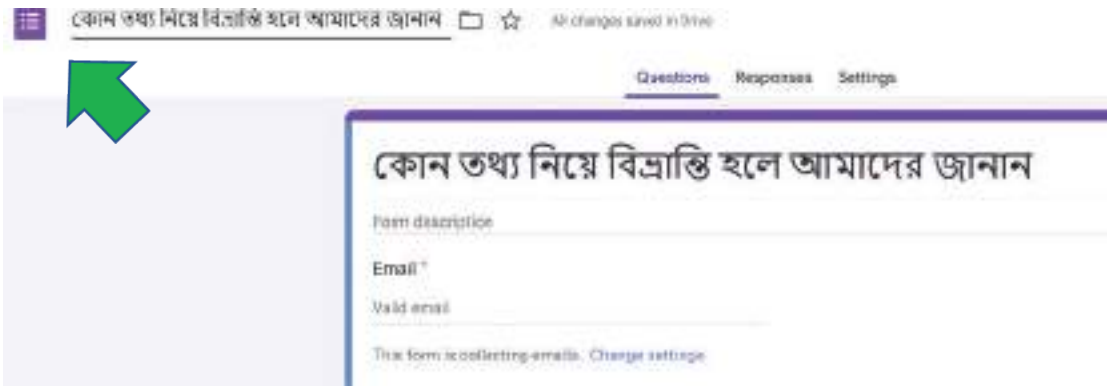 কোন তথ্য নিয়ে বিভ্রান্তি হলে আমাদের জানান All changes saved in Drive
Questions Responses Settings
কোন তথ্য নিয়ে বিভ্রান্তি হলে আমাদের জানান
Form description
Email *
Valid email
This form is collecting emails. Change settings